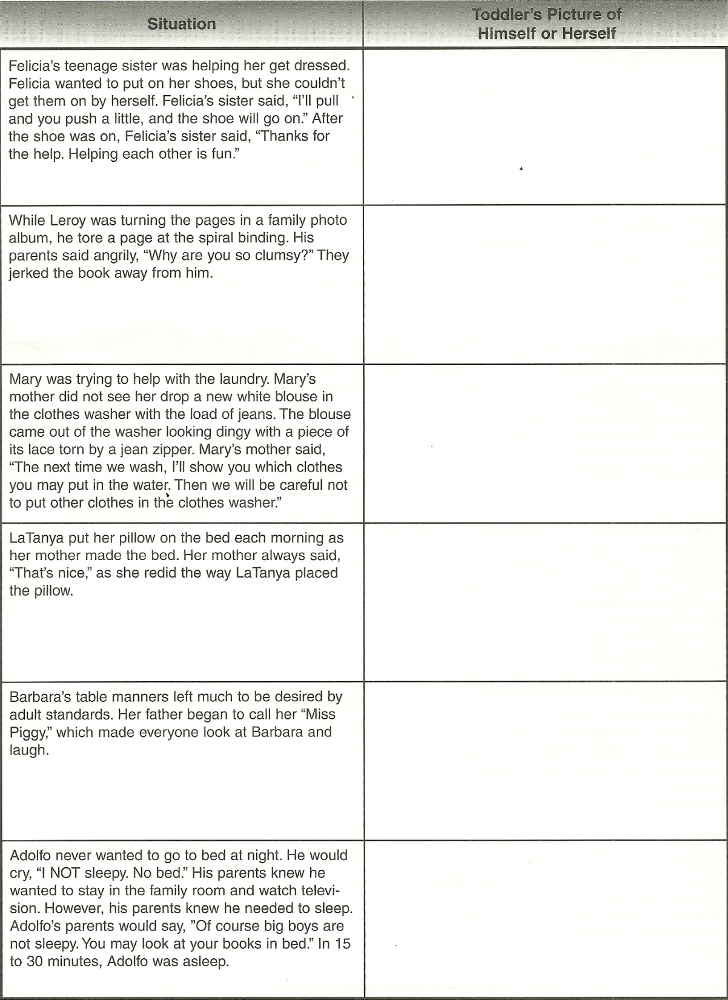 Situation
Toddler's Picture of
Himself or Herself
Felicia's teenage sister was helping her get dressed.
Felicia wanted to put on her shoes, but she couldn't
get them on by herself. Felicia's sister said, “I'll pull
and you push a little, and the shoe will go on.” After
the shoe was on, Felicia's sister said, “Thanks for
the help. Helping each other is fun.”
While Leroy was turning the pages in a family photo
album, he tore a page at the spiral binding. His
parents said angrily, “Why are you so clumsy?” They
jerked the book away from him.
Mary was trying to help with the laundry. Mary's
mother did not see her drop a new white blouse in
the clothes washer with the load of jeans. The blouse
came out of the washer looking dingy with a piece of
its lace torn by a jean zipper. Mary's mother said,
“The next time we wash, I'll show you which clothes
you may put in the water. Then we will be careful not
to put other clothes in the clothes washer.”
LaTanya put her pillow on the bed each morning as
her mother made the bed. Her mother always said,
“That's nice,” as she redid the way LaTanya placed
the pillow.
Barbara's table manners left much to be desired by
adult standards. Her father began to call her “Miss
Piggy,” which made everyone look at Barbara and
laugh.
Adolfo never wanted to go to bed at night. He would
cry, “I NOT sleepy. No bed.” His parents knew he
wanted to stay in the family room and watch televi-
sion. However, his parents knew he needed to sleep.
Adolfo's parents would say, ”Of course big boys are
not sleepy. You may look at your books in bed.” In 15
to 30 minutes, Adolfo was asleep.